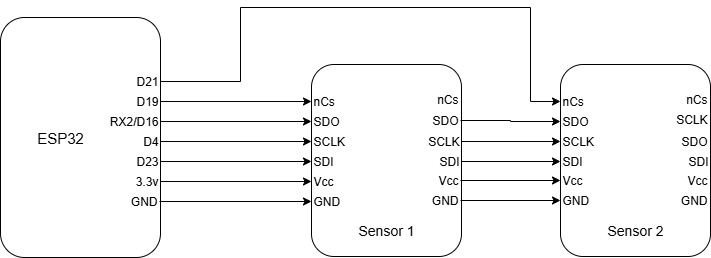 ESP32
D21
D19
RX2/D16
D4
D23
3.3v
GND
nCs
SDO
SCLK
SDI
Vcc
GND
nCs
SDO
SCLK
SDI
Vcc
GND
Sensor 1
nCs
SDO
SCLK
SDI
Vcc
GND
nCs
SCLK
SDO
SDI
Vcc
GND
Sensor 2